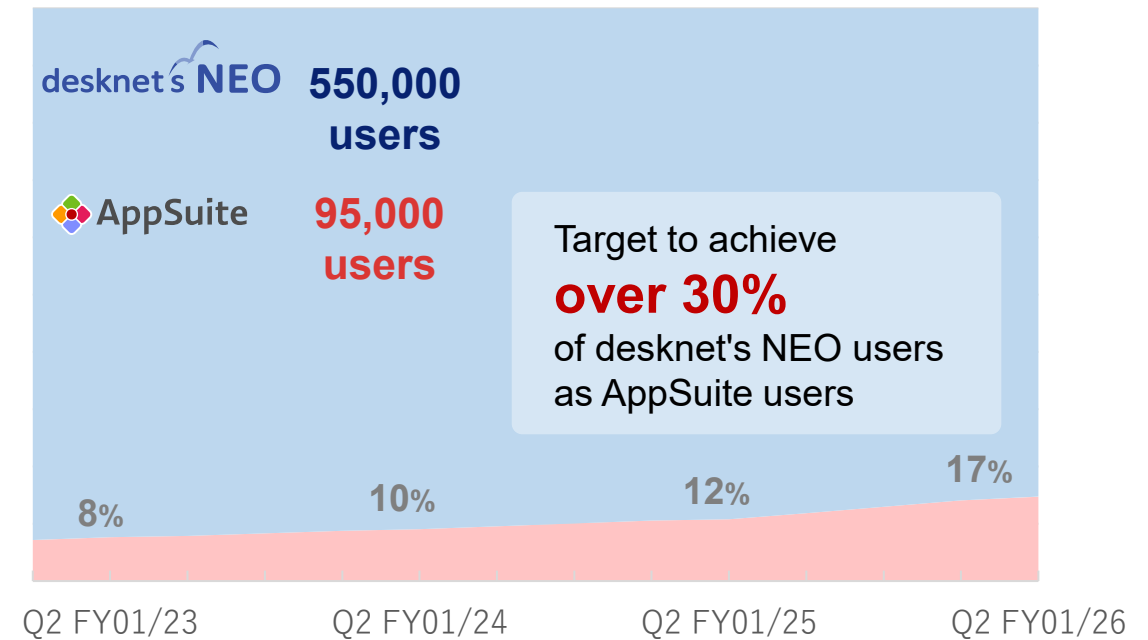 desknet's NEO
550,000
users
AppSuite
95,000
users
Target to achieve
over 30%
of desknet's NEO users
as AppSuite users
8%
10%
12%
17%
Q2 FY01/23
Q2 FY01/24
Q2 FY01/25
Q2 FY01/26